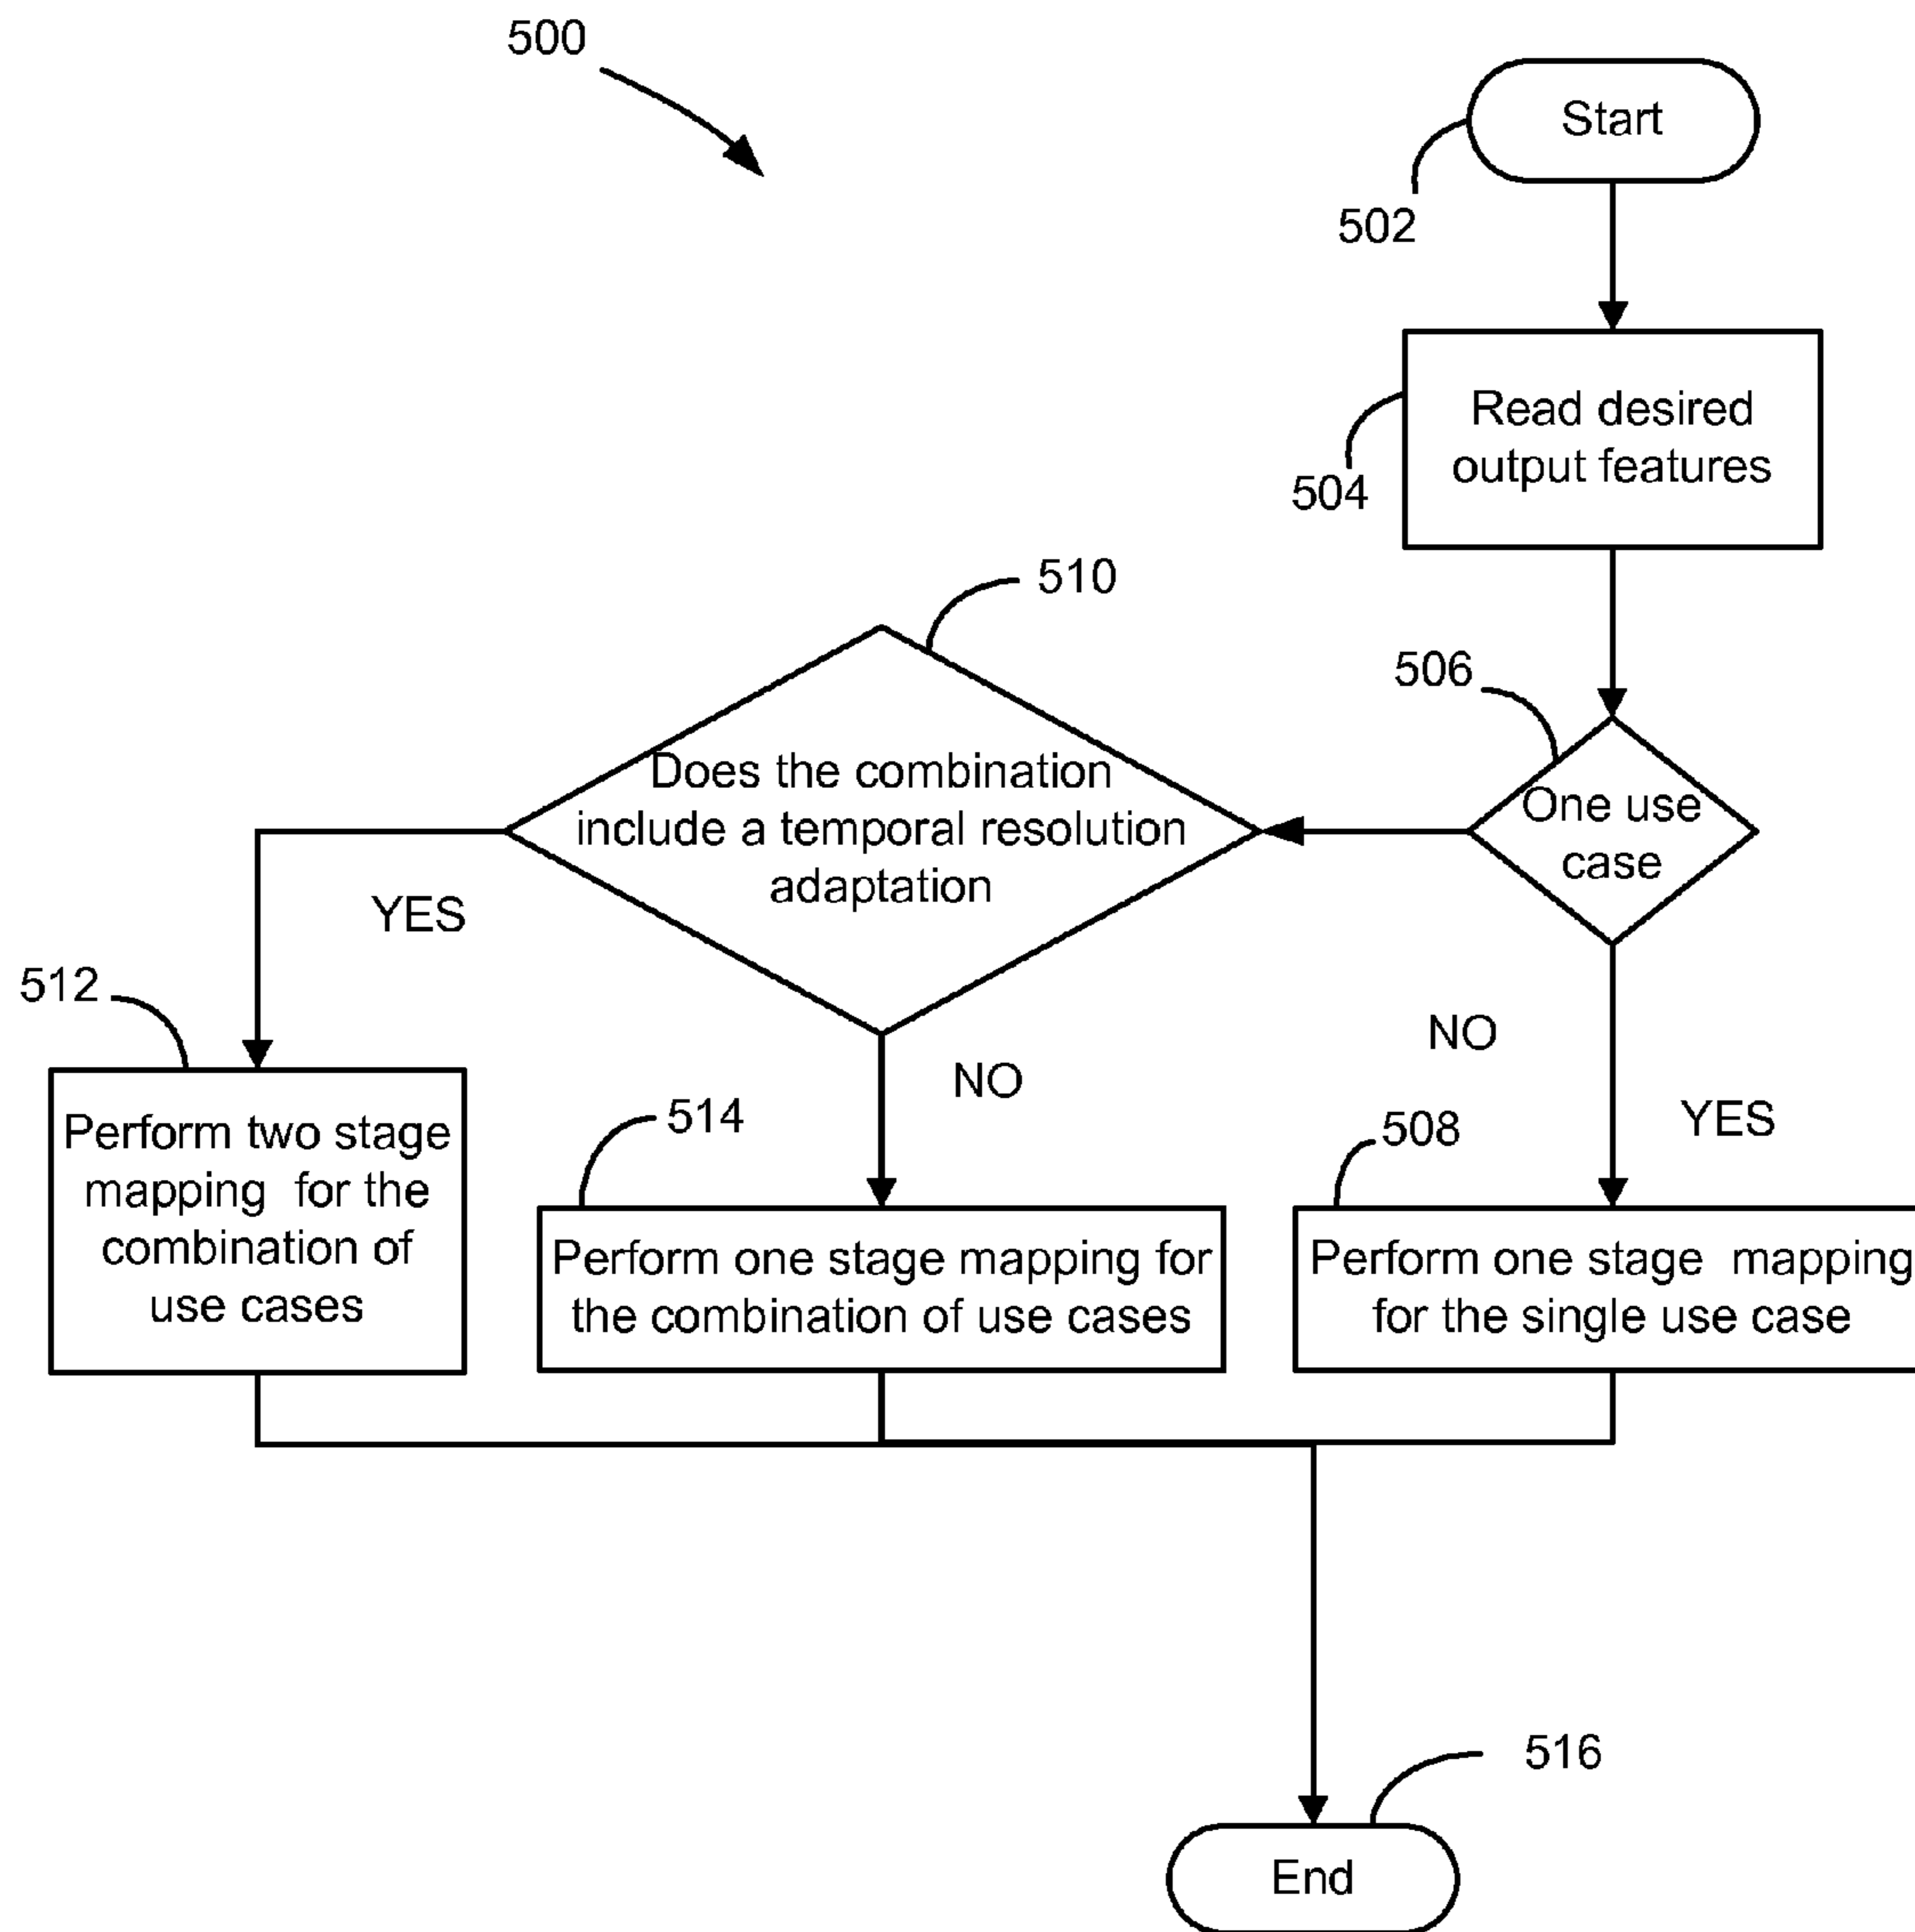 500
Start
502
Read desired
output features
504
510
506
Does the combination
include a temporal resolution
adaptation
One use
case
YES
512
NO
NO
YES
514
508
Perform two stage
mapping for the
combination of
use cases
Perform one stage mapping for
the combination of use cases
Perform one stage mapping
for the single use case
516
End